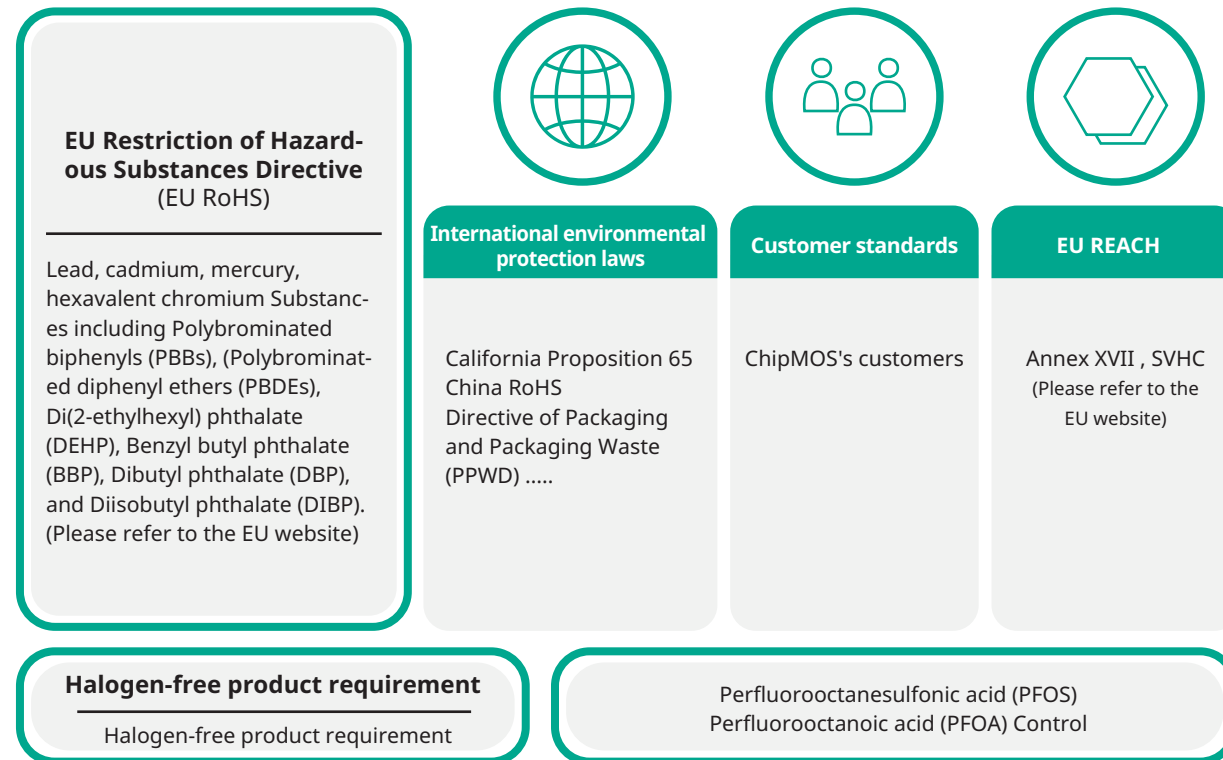 EU Restriction of Hazard-
ous Substances Directive
(EU RoHS)
Lead, cadmium, mercury,
hexavalent chromium Substanc-
es including Polybrominated
biphenyls (PBBs), (Polybrominat-
ed diphenyl ethers (PBDEs),
Di(2-ethylhexyl) phthalate
(DEHP), Benzyl butyl phthalate
(BBP), Dibutyl phthalate (DBP),
and Diisobutyl phthalate (DIBP).
(Please refer to the EU website)
International environmental
protection laws
California Proposition 65
China RoHS
Directive of Packaging
and Packaging Waste
(PPWD) .....
Customer standards
ChipMOS's customers
EU REACH
Annex XVII , SVHC
(Please refer to the
EU website)
Halogen-free product requirement
Halogen-free product requirement
Perfluorooctanesulfonic acid (PFOS)
Perfluorooctanoic acid (PFOA) Control